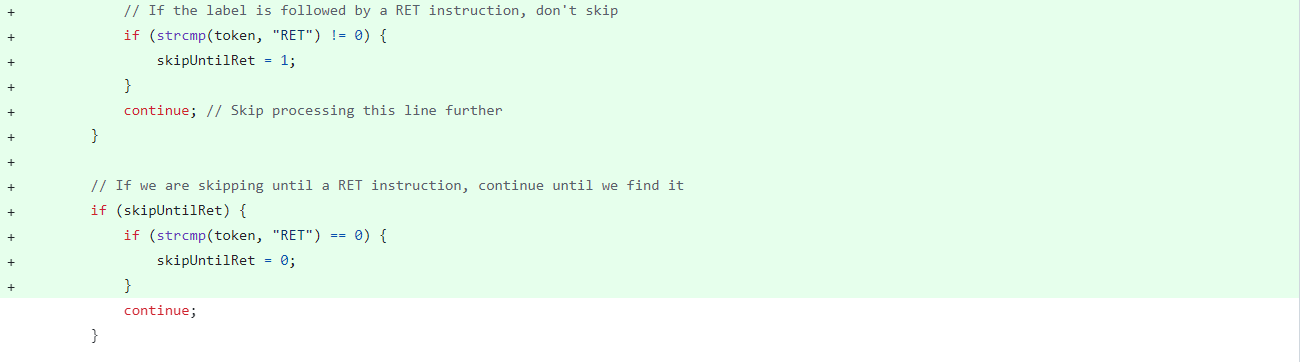 + // If the label is followed by a RET instruction, don't skip
+ if (strcmp(token, "RET") != 0) {
+ skipUntilRet = 1;
+ }
+ continue; // Skip processing this line further
+ }
+
+ // If we are skipping until a RET instruction, continue until we find it
+ if (skipUntilRet) {
+ if (strcmp(token, "RET") == 0) {
+ skipUntilRet = 0;
+ }
continue;
}